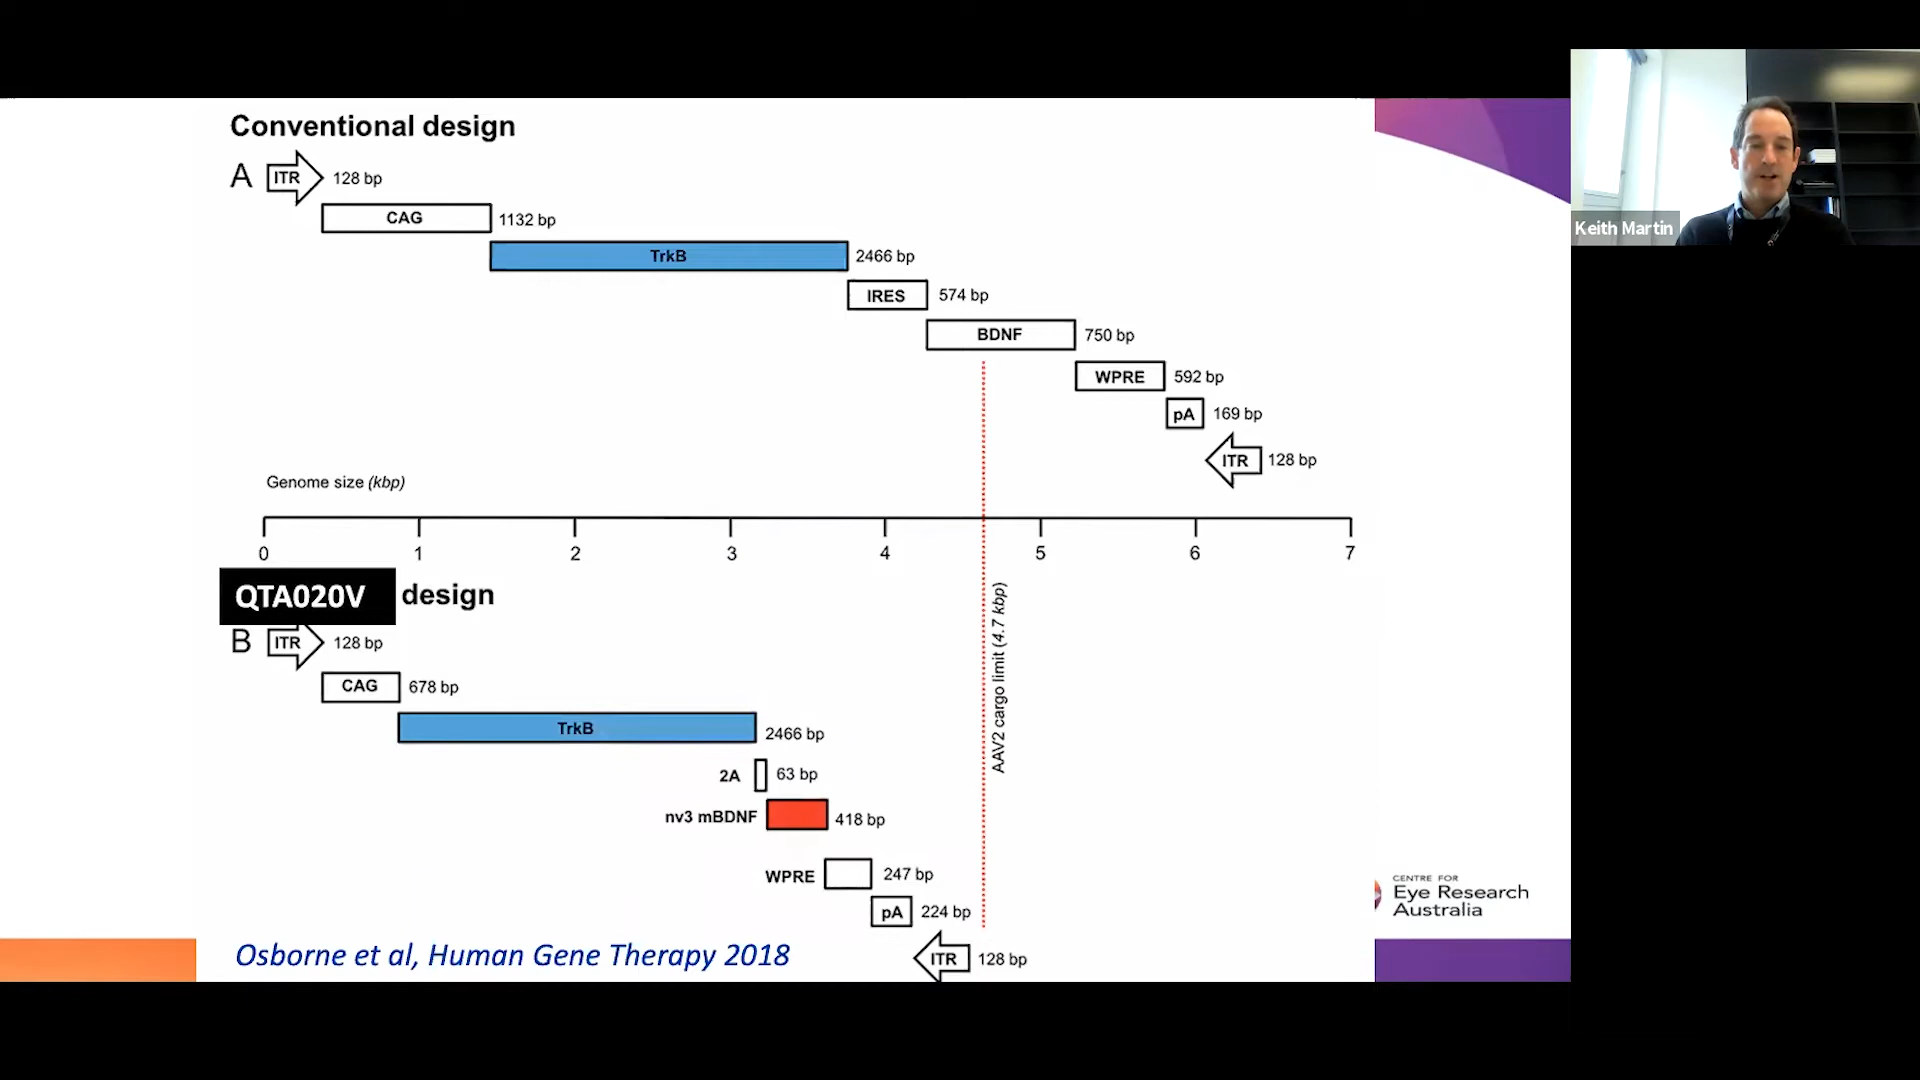 Conventional design
A ITR 128 bp
CAG 1132 bp
TrkB 2466 bp
IRES 574 bp
BDNF 750 bp
WPRE 592 bp
pA 169 bp
ITR 128 bp
Genome size (kbp)
0 1 2 3 4 5 6 7
AAV2 cargo limit (4.7 kbp)
QTA020V design
B ITR 128 bp
CAG 678 bp
TrkB 2466 bp
2A 63 bp
nv3 mBDNF 418 bp
WPRE 247 bp
pA 224 bp
ITR 128 bp
Osborne et al, Human Gene Therapy 2018
CENTRE FOR
Eye Research
Australia
Keith Martin